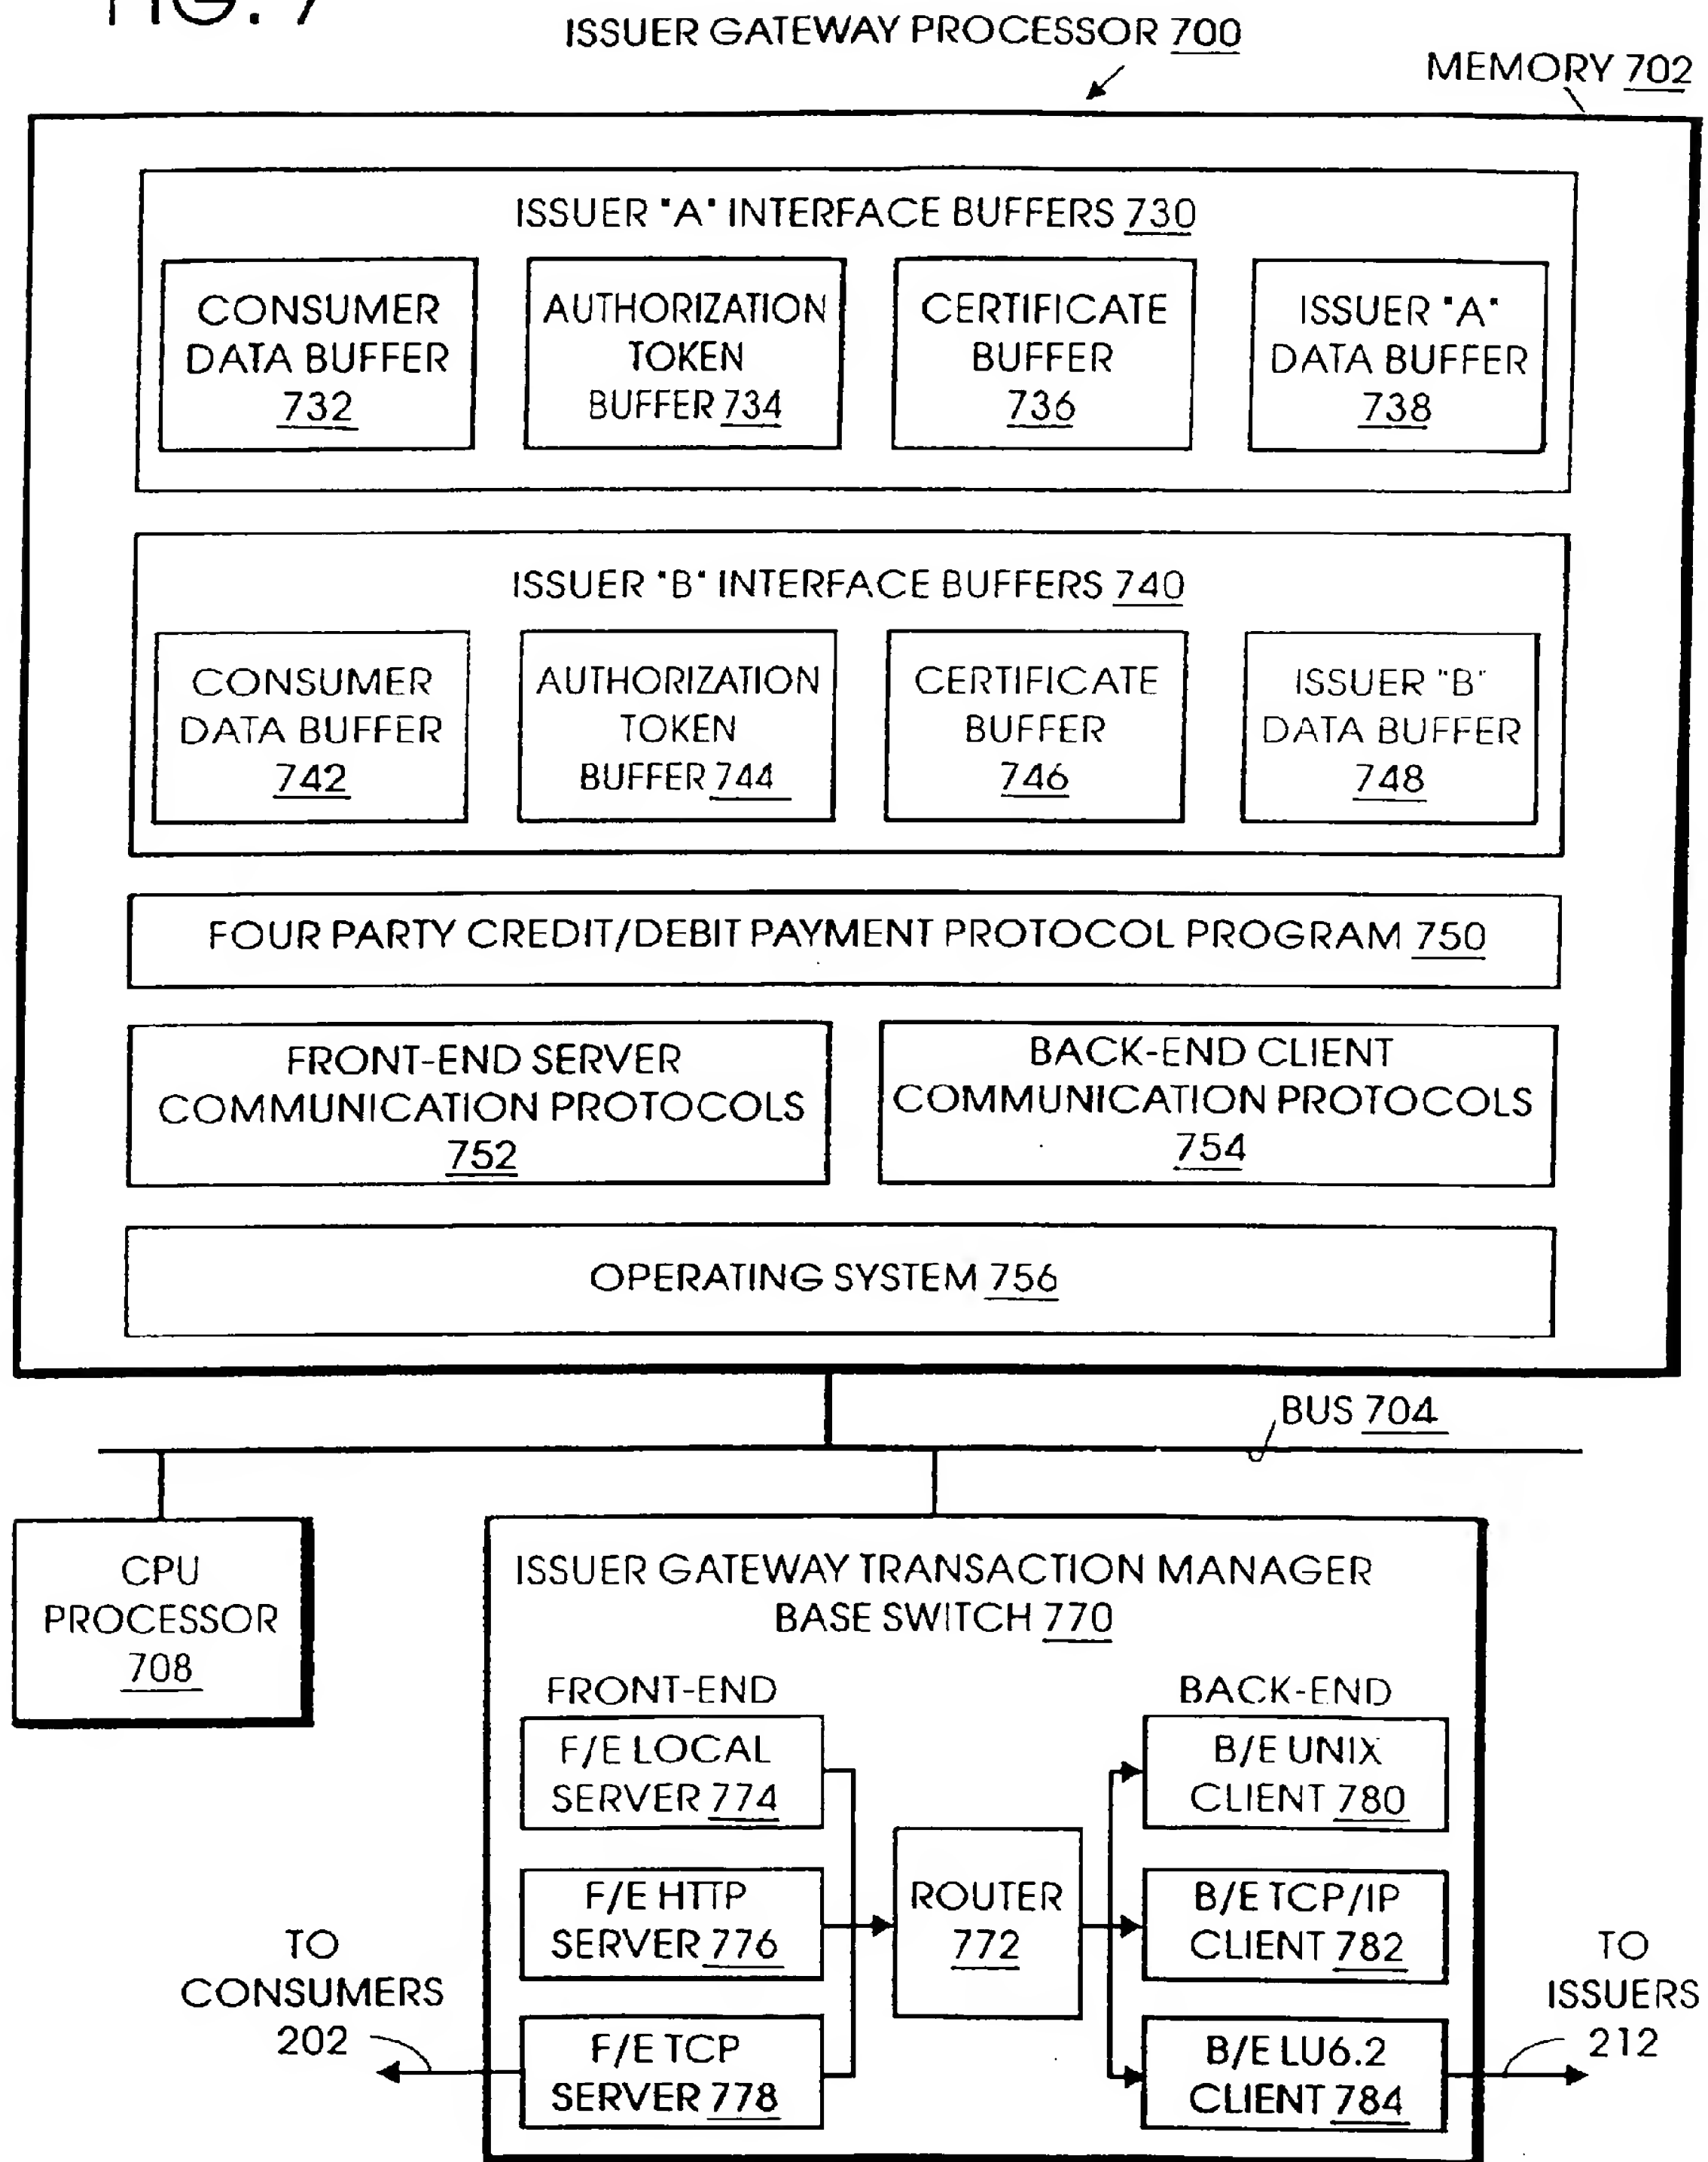 FIG. 7
ISSUER GATEWAY PROCESSOR 700
MEMORY 702
ISSUER "A" INTERFACE BUFFERS 730
CONSUMER
DATA BUFFER
732
AUTHORIZATION
TOKEN
BUFFER 734
CERTIFICATE
BUFFER
736
ISSUER "A"
DATA BUFFER
738
ISSUER "B" INTERFACE BUFFERS 740
CONSUMER
DATA BUFFER
742
AUTHORIZATION
TOKEN
BUFFER 744
CERTIFICATE
BUFFER
746
ISSUER "B"
DATA BUFFER
748
FOUR PARTY CREDIT/DEBIT PAYMENT PROTOCOL PROGRAM 750
FRONT-END SERVER
COMMUNICATION PROTOCOLS
752
BACK-END CLIENT
COMMUNICATION PROTOCOLS
754
OPERATING SYSTEM 756
BUS 704
CPU
PROCESSOR
708
ISSUER GATEWAY TRANSACTION MANAGER
BASE SWITCH 770
FRONT-END
F/E LOCAL
SERVER 774
F/E HTTP
SERVER 776
F/E TCP
SERVER 778
ROUTER
772
BACK-END
B/E UNIX
CLIENT 780
B/E TCP/IP
CLIENT 782
B/E LU6.2
CLIENT 784
TO
CONSUMERS
202
TO
ISSUERS
212